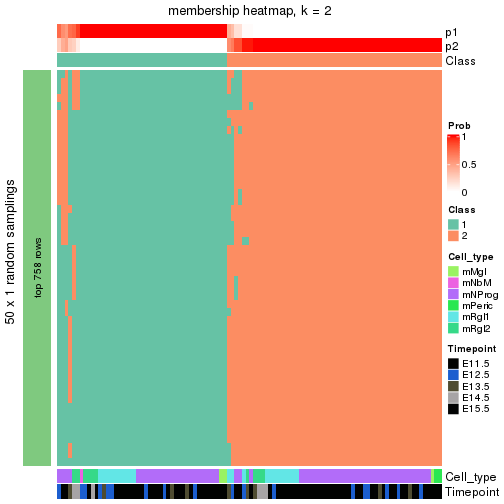 membership heatmap, k = 2
p1
p2
Class
50 x 1 random samplings
top 758 rows
Prob
1
0.5
0
Class
1
2
Cell_type
mMgl
mNbM
mNProg
mPeric
mRgl1
mRgl2
Timepoint
E11.5
E12.5
E13.5
E14.5
E15.5
Cell_type
Timepoint